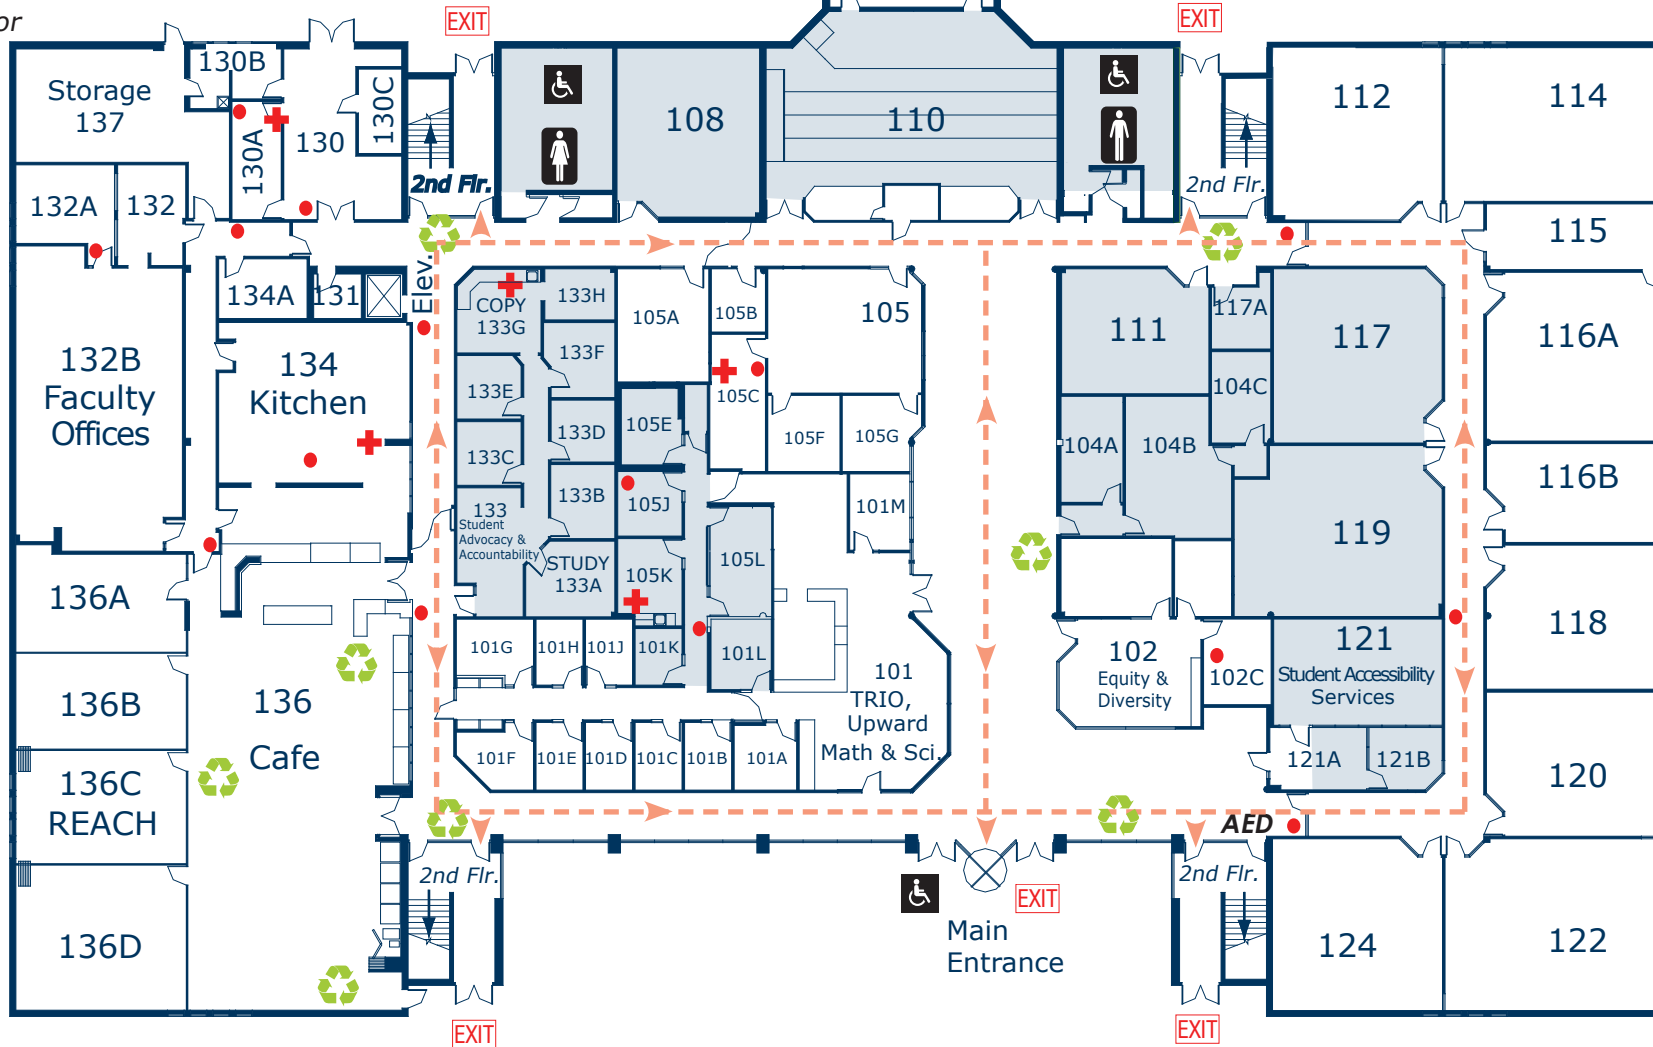 or
EXIT
EXIT
130B
Storage
137
130C
130A
130
108
110
112
114
2nd Flr.
2nd Flr.
132A
132
115
Elev.
134A
131
COPY
133G
133H
105A
105B
105
111
117A
117
116A
132B
Faculty
Offices
134
Kitchen
133F
133E
105C
104C
105E
105F
105G
133D
133C
104A
104B
116B
133B
105J
101M
133
Student
Advocacy &
Accountability
STUDY
133A
105L
119
105K
136A
118
101G
101H
101J
101K
101L
101
TRIO,
Upward
Math & Sci.
102
Equity &
Diversity
102C
121
Student Accessibility
Services
136B
136
Cafe
101F
101E
101D
101C
101B
101A
121A
121B
120
136C
REACH
AED
2nd Flr.
2nd Flr.
EXIT
Main
Entrance
136D
124
122
EXIT
EXIT